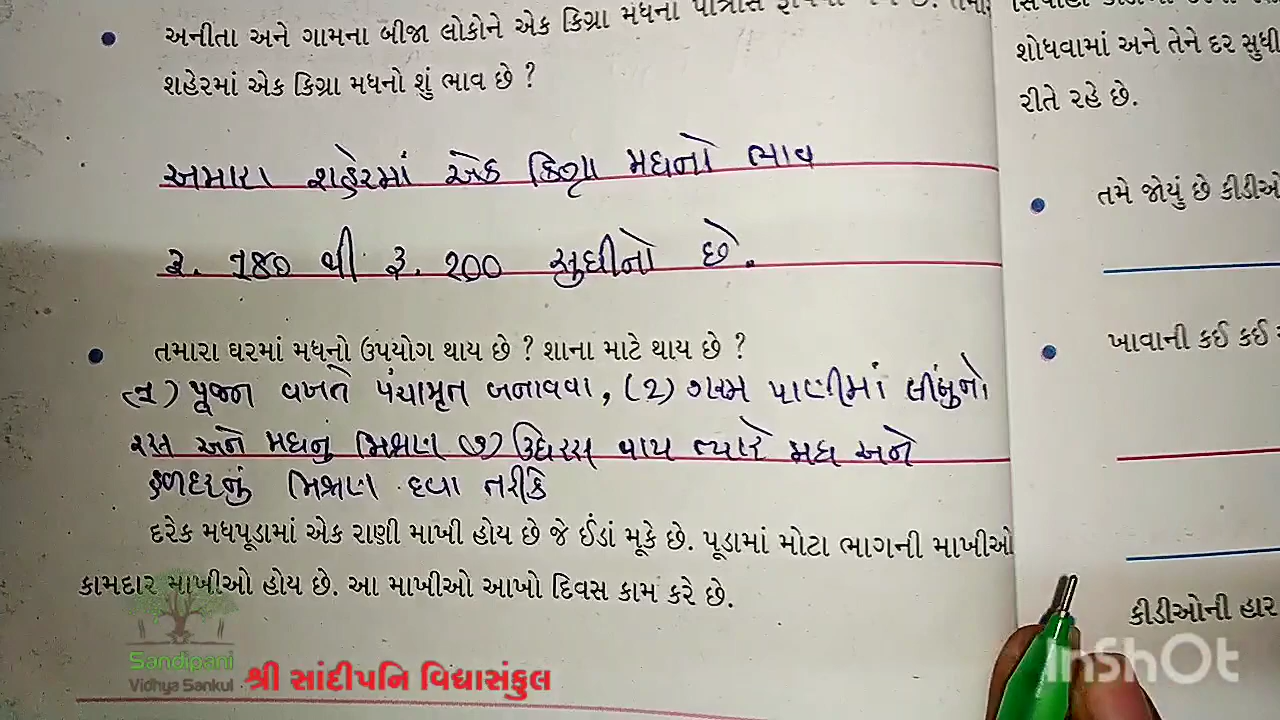 અનીતા અને ગામના બીજા લોકોને એક કિગ્રા મધના
શહેરમાં એક કિગ્રા મધનો શું ભાવ છે ?
અમારા શહેરમાં એક કિગ્રા મધનો ભાવ
રૂ. ૧૪૦ થી રૂ. ૨૦૦ સુધીનો છે.
તમારા ઘરમાં મધનો ઉપયોગ થાય છે ? શાના માટે થાય છે ?
(૧) પૂજા વખતે પંચામૃત બનાવવા, (૨) ગરમ પાણીમાં લીંબુનો
રસ અને મધનું મિશ્રણ (૩) ઉધરસ થાય ત્યારે મધ અને
હળદરનું મિશ્રણ દવા તરીકે
દરેક મધપૂડામાં એક રાણી માખી હોય છે જે ઈંડાં મૂકે છે. પૂડામાં મોટા ભાગની માખીઓ
કામદાર માખીઓ હોય છે. આ માખીઓ આખો દિવસ કામ કરે છે.
શોધવામાં અને તેને દર સુધી
રીતે રહે છે.
તમે જોયું છે કીડીઓ
ખાવાની કઈ કઈ
કીડીઓની હાર
Sandipani
Vidhya Sankul
શ્રી સાંદીપનિ વિદ્યાસંકુલ
InShOt